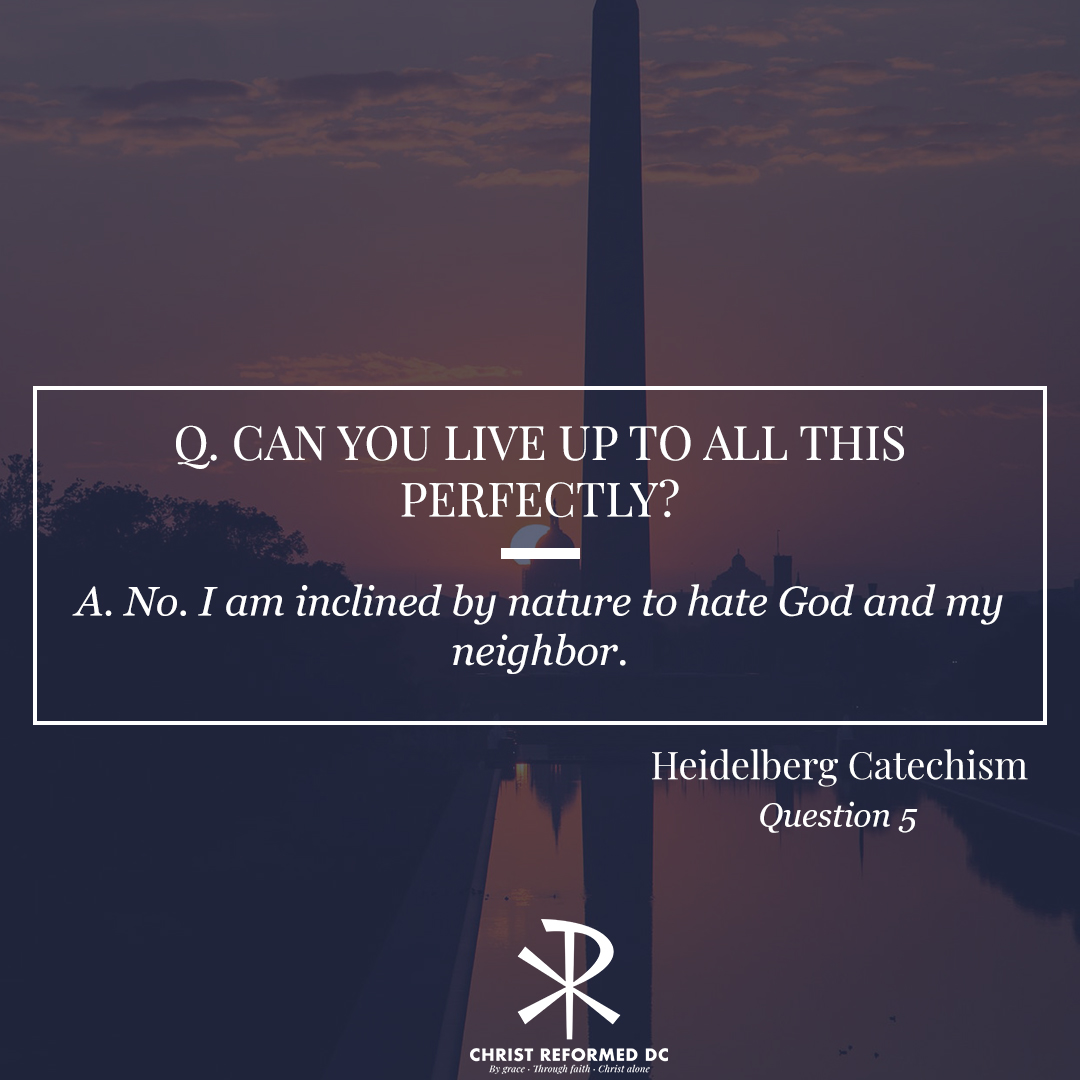 Q. CAN YOU LIVE UP TO ALL THIS
PERFECTLY?
A. No. I am inclined by nature to hate God and my
neighbor.
Heidelberg Catechism
Question 5
CHRIST REFORMED DC
By grace · Through faith · Christ alone